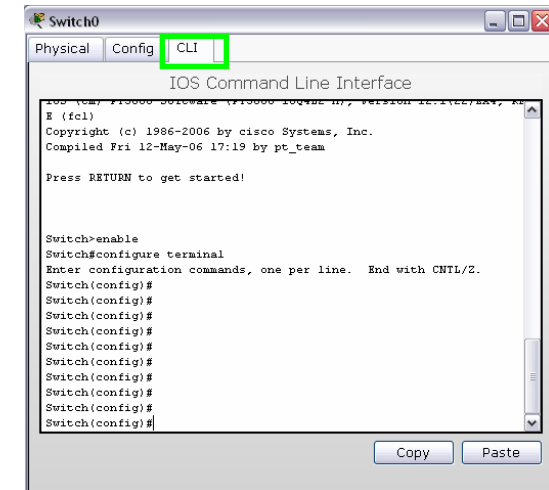 Switch0
Physical Config CLI
IOS Command Line Interface
E (fcl)
Copyright (c) 1986-2006 by cisco Systems, Inc.
Compiled Fri 12-May-06 17:19 by pt_team
Press RETURN to get started!
Switch>enable
Switch#configure terminal
Enter configuration commands, one per line. End with CNTL/Z.
Switch(config)#
Switch(config)#
Switch(config)#
Switch(config)#
Switch(config)#
Switch(config)#
Switch(config)#
Switch(config)#
Switch(config)#
Switch(config)#
Copy Paste